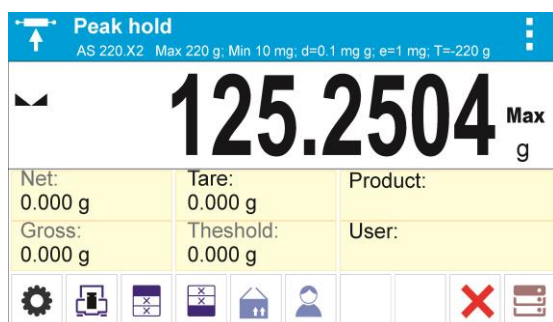 Peak hold
AS 220.X2 Max 220 g; Min 10 mg; d=0.1 mg g; e=1 mg; T=-220 g
125.2504 Max
g
Net:
0.000 g
Tare:
0.000 g
Product:
Gross:
0.000 g
Theshold:
0.000 g
User: